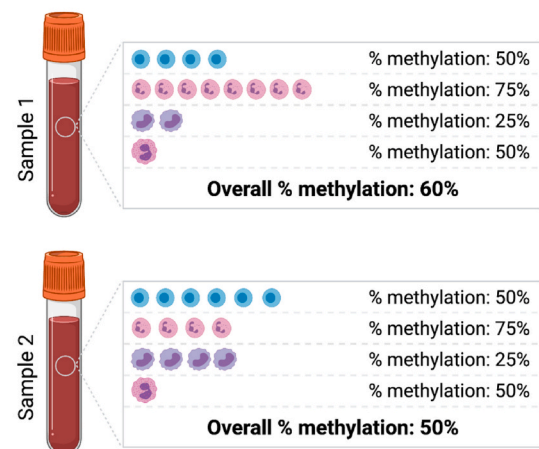 Sample 1
% methylation: 50%
% methylation: 75%
% methylation: 25%
% methylation: 50%
Overall % methylation: 60%
Sample 2
% methylation: 50%
% methylation: 75%
% methylation: 25%
% methylation: 50%
Overall % methylation: 50%